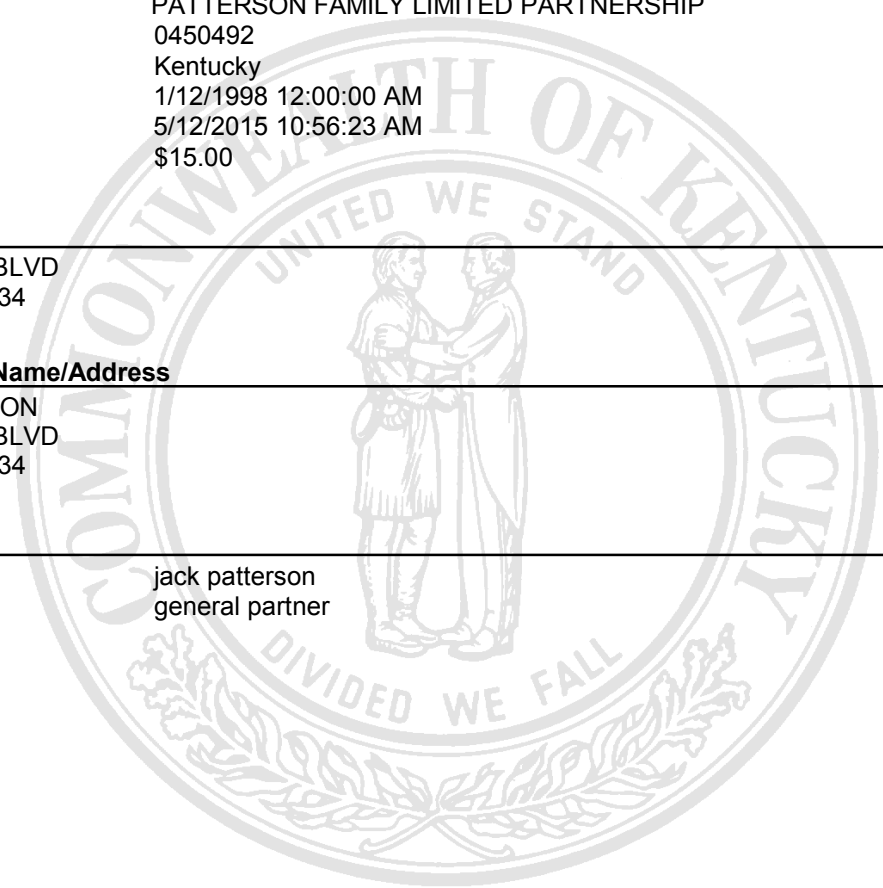 PATTERSON FAMILY LIMITED PARTNERSHIP
0450492
Kentucky
1/12/1998 12:00:00 AM
5/12/2015 10:56:23 AM
$15.00
BLVD
34
Name/Address
ON
BLVD
34
jack patterson
general partner
COMMONWEALTH OF KENTUCKY
UNITED WE STAND
DIVIDED WE FALL